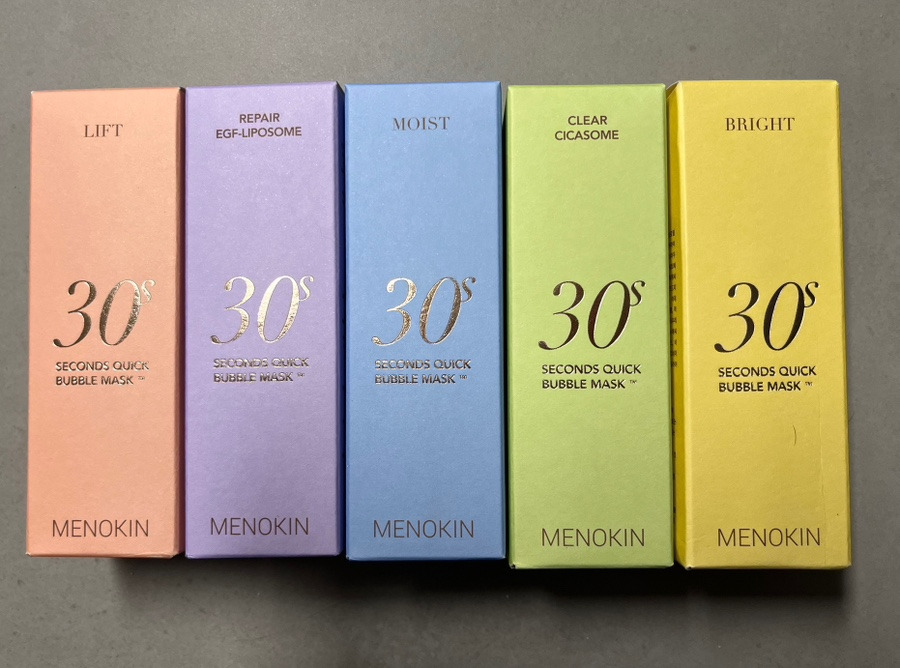 LIFT
30s
SECONDS QUICK
BUBBLE MASK ™
MENOKIN
REPAIR
EGF-LIPOSOME
30s
SECONDS QUICK
BUBBLE MASK ™
MENOKIN
MOIST
30s
SECONDS QUICK
BUBBLE MASK ™
MENOKIN
CLEAR
CICASOME
30s
SECONDS QUICK
BUBBLE MASK ™
MENOKIN
BRIGHT
30s
SECONDS QUICK
BUBBLE MASK ™
MENOKIN